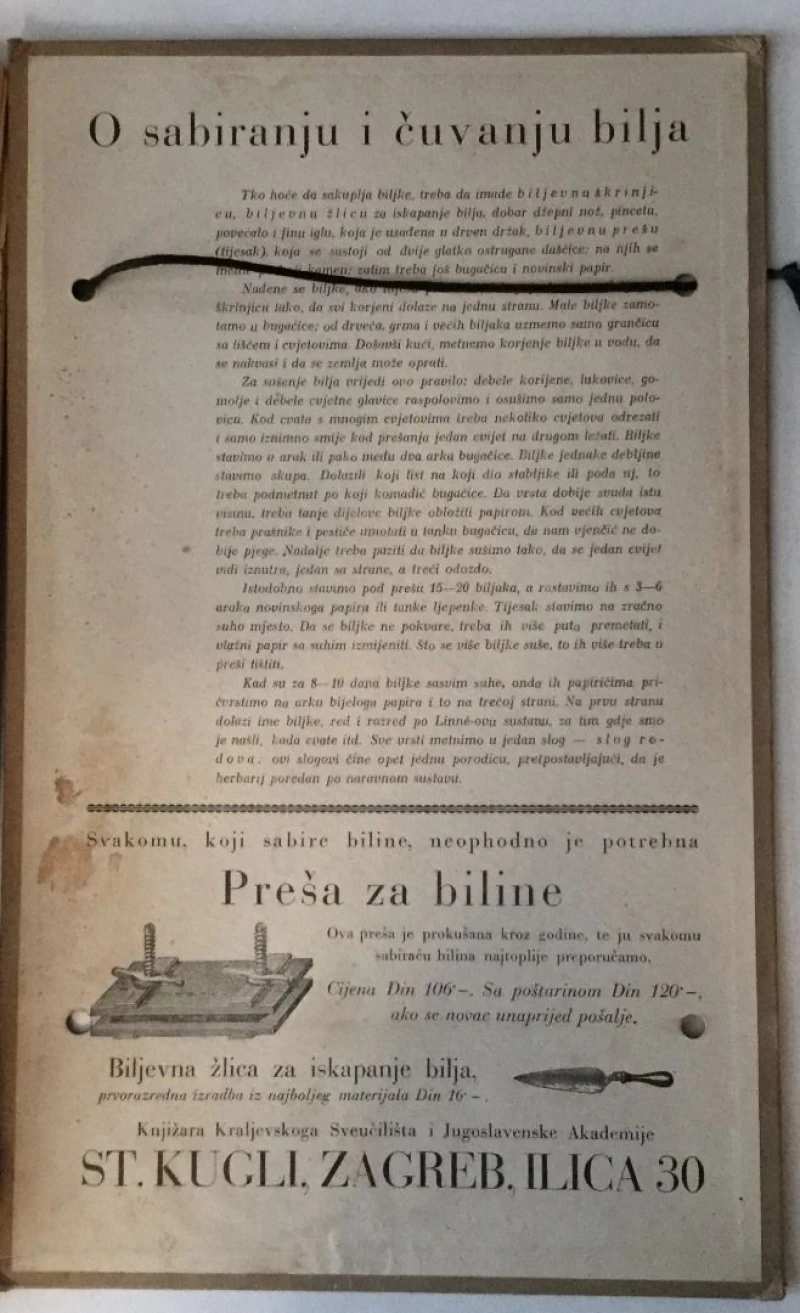 O sabiranju i čuvanju bilja
Tko hoće da sakuplja biljke, treba da imade biljevnu škrinji-
cu, biljevnu žlicu za iskapanje bilja, dobar džepni nož, pincetu,
povećalo i finu iglu, koja je usađena u drven držak, biljevnu prešu
(tijesak), koja se sastoji od dvije glatko ostrugane daščice; na njih se
kamen; zatim treba još bugačicu i novinski papir.
Nađene se biljke, ako
škrinjicu tako, da svi korjeni dolaze na jednu stranu. Male biljke zamo-
tamo u bugačice; od drveća, grma i većih biljaka uzmemo samo grančicu
sa lišćem i cvjetovima. Došavši kući, metnemo korjenje biljke u vodu, da
se nakvasi i da se zemlja može oprati.
Za sušenje bilja vrijedi ovo pravilo: debele korijene, lukovice, go-
molje i debele cvjetne glavice raspolovimo i osušimo samo jednu polo-
vicu. Kod cvata s mnogim cvjetovima treba nekoliko cvjetova odrezati
i samo iznimno smije kod prešanja jedan cvijet na drugom ležati. Biljke
stavimo u arak ili pako među dva arka bugačice. Biljke jednake debljine
stavimo skupa. Dolazili koji list na koji dio stabljike ili poda nj, to
treba podmetnut po koji komadić bugačice. Da vrsta dobije svuda istu
visinu, treba tanje dijelove biljke obložiti papirom. Kod većih cvjetova
treba prašnike i pestiće umotati u tanku bugačicu, da nam vjenčić ne do-
bije pjege. Nadalje treba paziti da biljke sušimo tako, da se jedan cvijet
vidi iznutra, jedan sa strane, a treći odozdo.
Istodobno stavimo pod prešu 15—20 biljaka, a rastavimo ih s 3—6
araka novinskoga papira ili tanke ljepenke. Tijesak stavimo na zračno
suho mjesto. Da se biljke ne pokvare, treba ih više puta premetati, i
vlažni papir sa suhim izmijeniti. Što se više biljke suše, to ih više treba u
preši tištiti.
Kad su za 8—10 dana biljke sasvim suhe, onda ih papirićima pri-
čvrstimo na arku bijeloga papira i to na trećoj strani. Na prvu stranu
dolazi ime biljke, red i razred po Linné-ovu sustavu, za tim gdje smo
je našli, kada cvate itd. Sve vrsti metnimo u jedan slog — slog ro-
dova. ovi slogovi čine opet jednu porodicu, pretpostavljajući, da je
herbarij poredan po naravnom sustavu.
Svakomu, koji sabire biline, neophodno je potrebna
Preša za biline
Ova preša je prokušana kroz godine, te ju svakomu
sabiraču bilina najtoplije preporučamo.
Cijena Din 106·–. Sa poštarinom Din 120·–,
ako se novac unaprijed pošalje.
Biljevna žlica za iskapanje bilja,
prvorazredna izradba iz najboljeg materijala Din 16·–.
Knjižara Kraljevskoga Sveučilišta i Jugoslavenske Akademije
ST. KUGLI, ZAGREB, ILICA 30